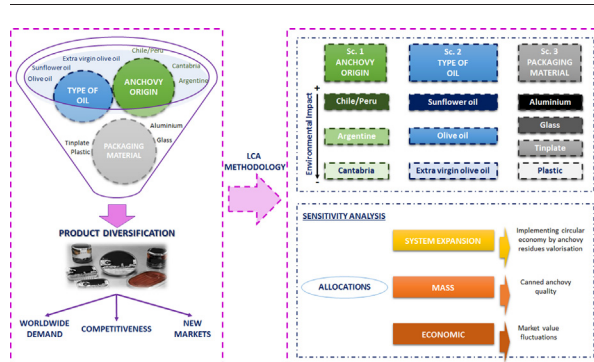 Chile/Peru
Extra virgin olive oil
Sunflower oil
Cantabria
Olive oil
Argentine
TYPE OF
OIL
ANCHOVY
ORIGIN
Aluminium
Tinplate
Glass
Plastic
PACKAGING
MATERIAL
PRODUCT DIVERSIFICATION
WORLDWIDE
DEMAND
COMPETITIVENESS
NEW
MARKETS
LCA
METHODOLOGY
Sc. 1
ANCHOVY
ORIGIN
Sc. 2
TYPE OF
OIL
Sc. 3
PACKAGING
MATERIAL
+
Environmental Impact
-
Chile/Peru
Sunflower oil
Aluminium
Glass
Argentine
Olive oil
Tinplate
Cantabria
Extra virgin olive oil
Plastic
SENSITIVITY ANALYSIS
ALLOCATIONS
SYSTEM EXPANSION
Implementing circular
economy by anchovy
residues valorisation
MASS
Canned anchovy
quality
ECONOMIC
Market value
fluctuations